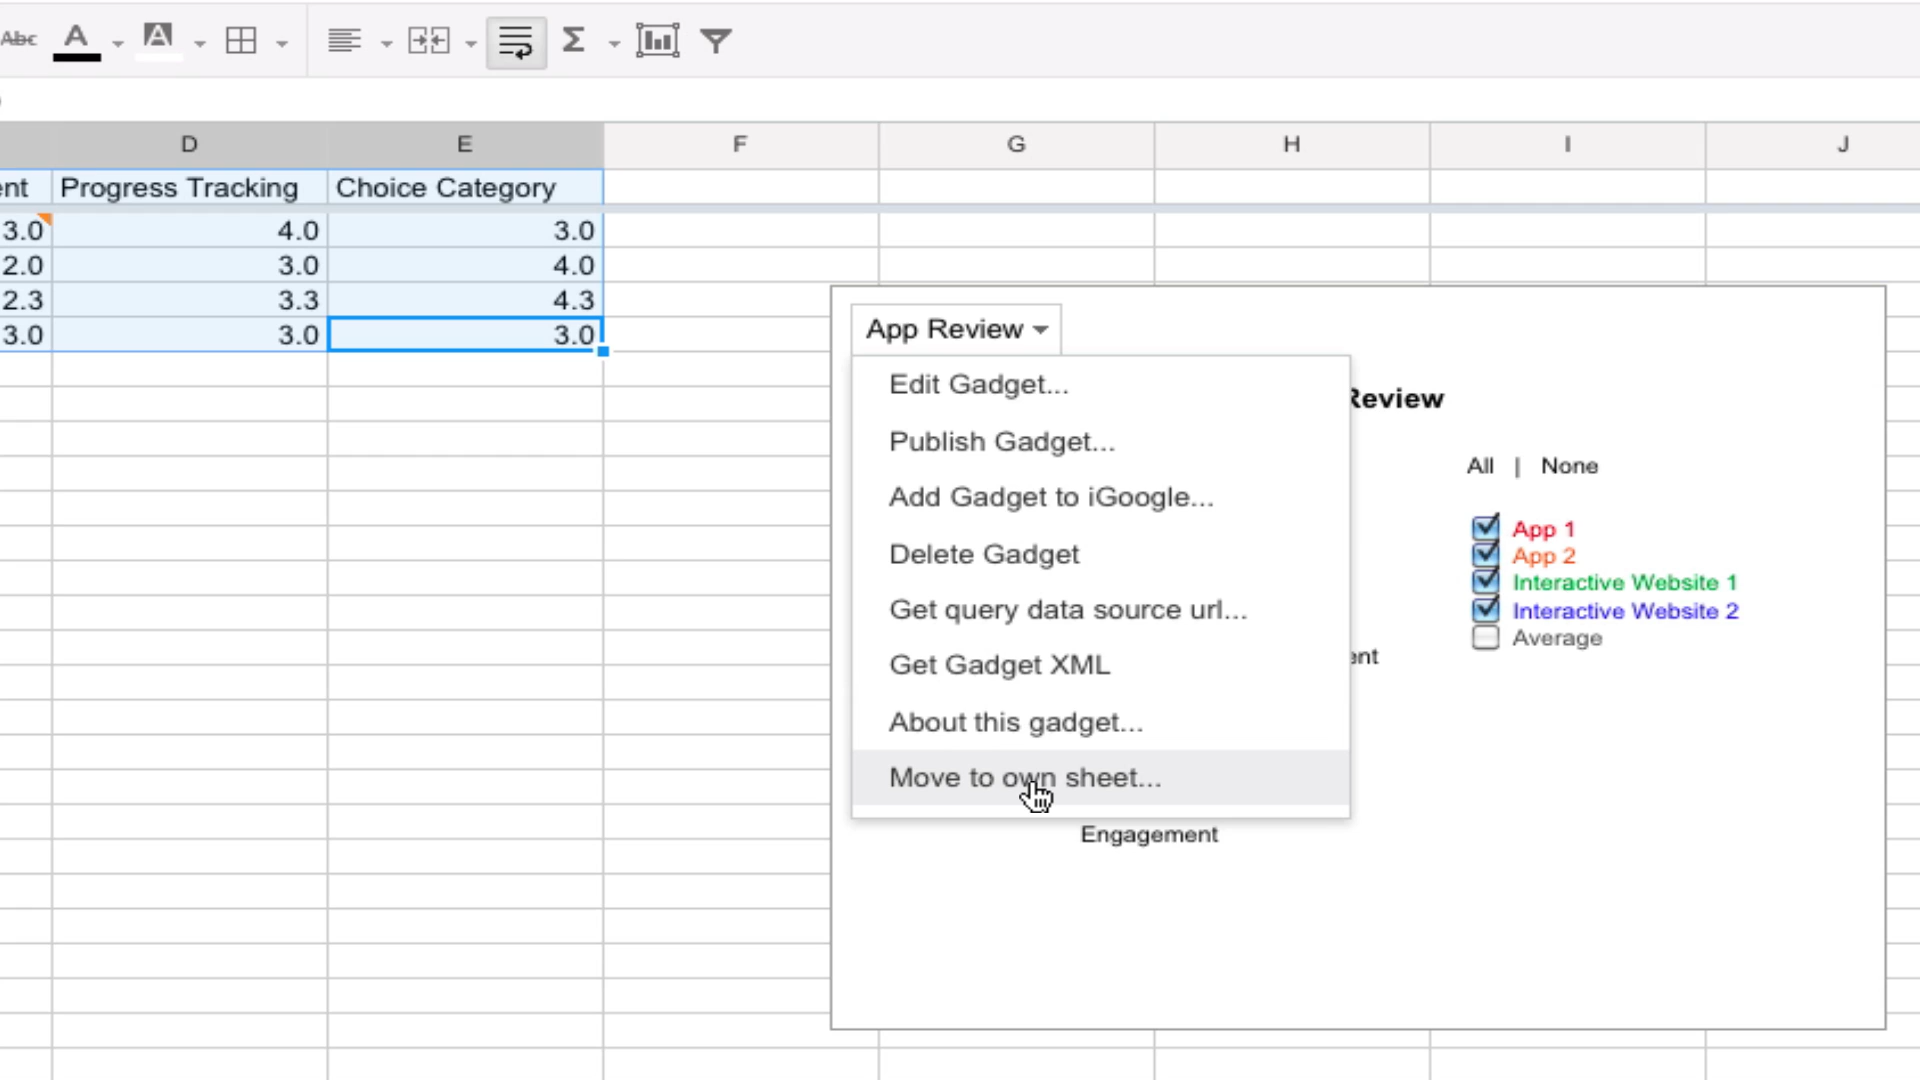 Abc A A Σ
D E F G H I J
ent Progress Tracking Choice Category
3.0 4.0 3.0
2.0 3.0 4.0
2.3 3.3 4.3
3.0 3.0 3.0
App Review
Edit Gadget...
Review
Publish Gadget...
All | None
Add Gadget to iGoogle...
App 1
Delete Gadget
App 2
Interactive Website 1
Get query data source url...
Interactive Website 2
Average
Get Gadget XML
ent
About this gadget...
Move to own sheet...
Engagement